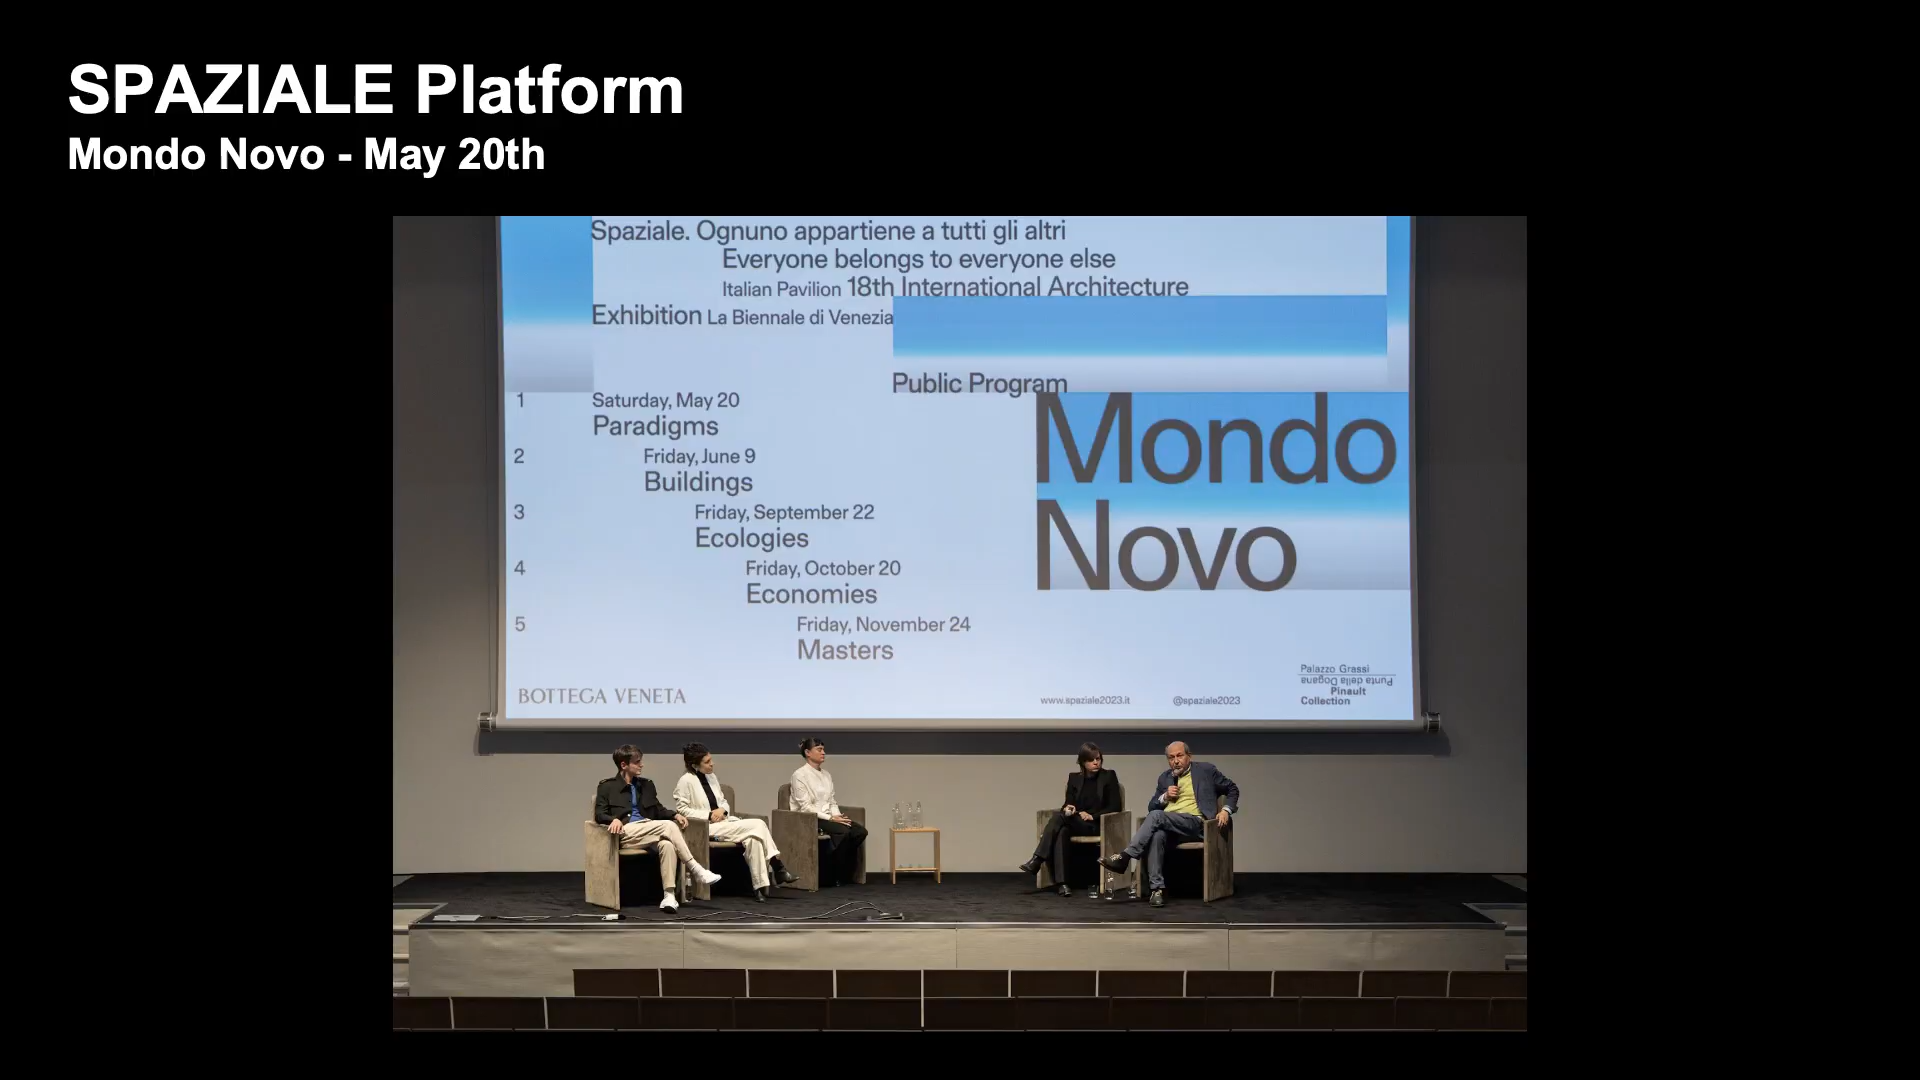 SPAZIALE Platform
Mondo Novo - May 20th
Spaziale. Ognuno appartiene a tutti gli altri
Everyone belongs to everyone else
Italian Pavilion 18th International Architecture
Exhibition La Biennale di Venezia
Public Program
Mondo
Novo
1 Saturday, May 20
Paradigms
2 Friday, June 9
Buildings
3 Friday, September 22
Ecologies
4 Friday, October 20
Economies
5 Friday, November 24
Masters
BOTTEGA VENETA
www.spaziale2023.it
@spaziale2023
Palazzo Grassi
Punta della Dogana
Pinault
Collection